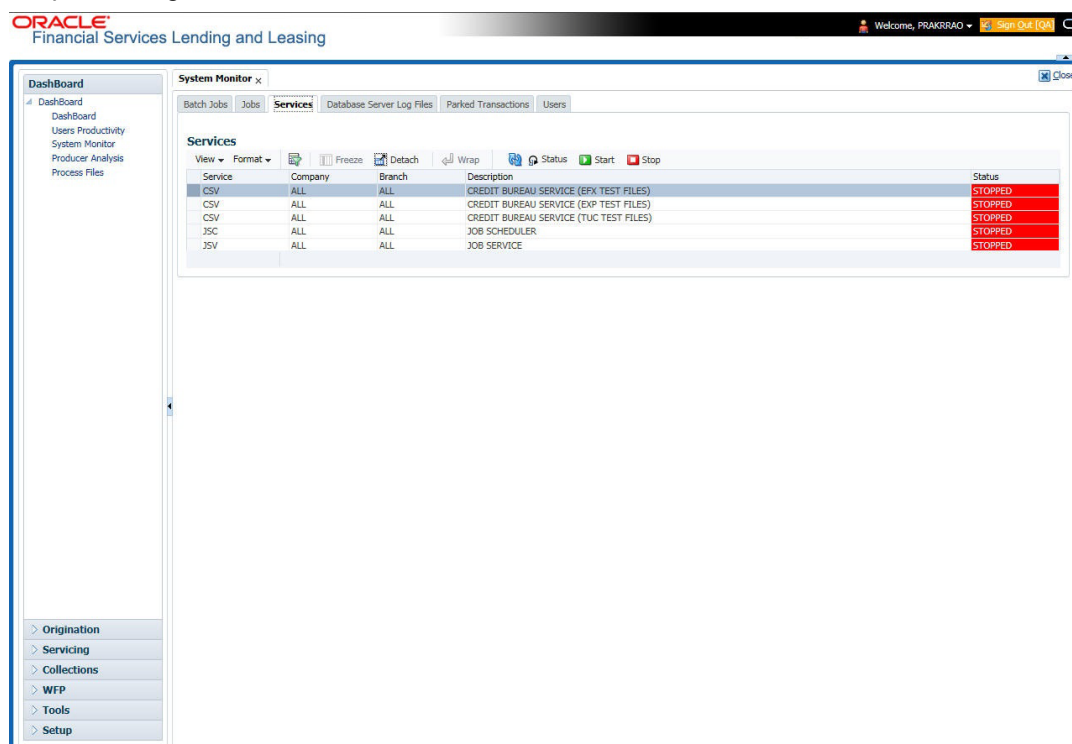 ORACLE
Financial Services Lending and Leasing
Welcome, PRAKRRAO
Sign Out [QA]
DashBoard
DashBoard
DashBoard
Users Productivity
System Monitor
Producer Analysis
Process Files
Origination
Servicing
Collections
WFP
Tools
Setup
System Monitor x
Close
Batch Jobs Jobs Services Database Server Log Files Parked Transactions Users
Services
View Format Freeze Detach Wrap Status Start Stop
Service Company Branch Description Status
CSV ALL ALL CREDIT BUREAU SERVICE (EFX TEST FILES) STOPPED
CSV ALL ALL CREDIT BUREAU SERVICE (EXP TEST FILES) STOPPED
CSV ALL ALL CREDIT BUREAU SERVICE (TUC TEST FILES) STOPPED
JSC ALL ALL JOB SCHEDULER STOPPED
JSV ALL ALL JOB SERVICE STOPPED